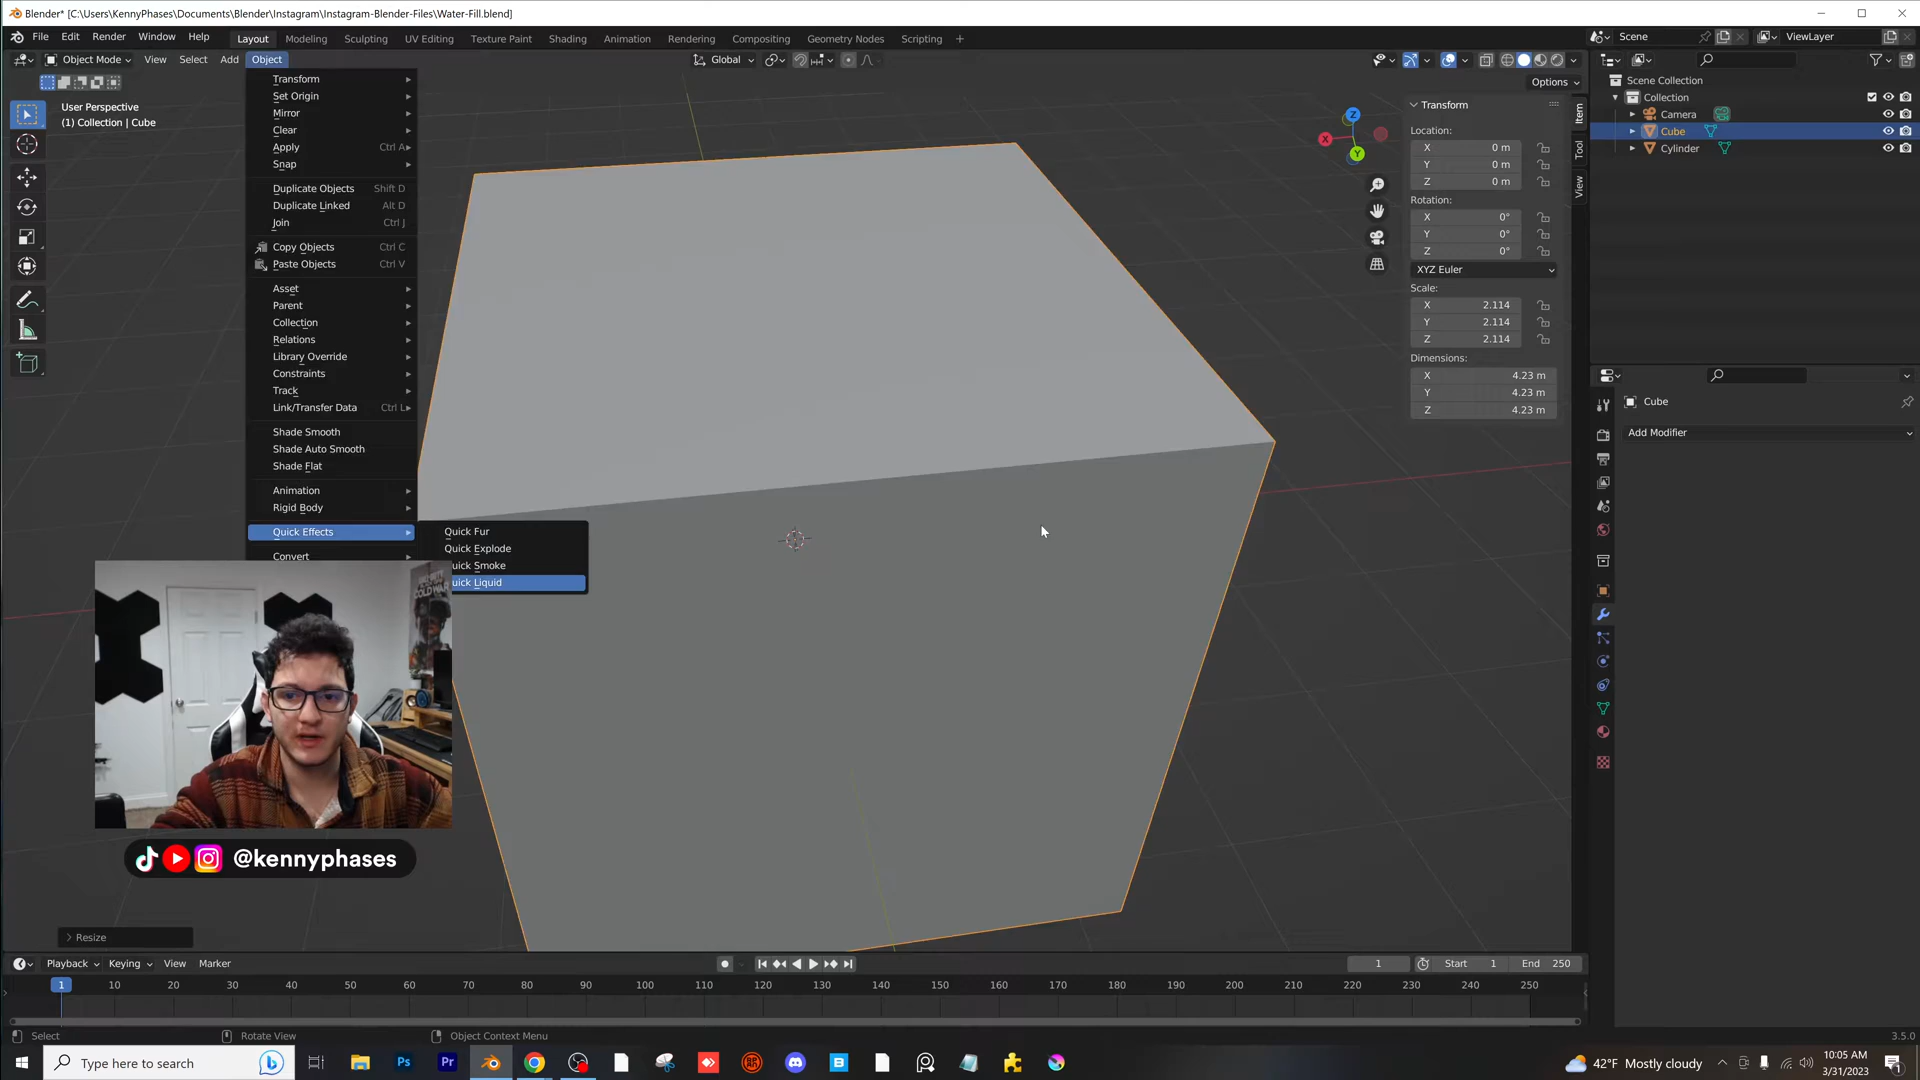 Blender* [C:\Users\KennyPhases\Documents\Blender\Instagram\Instagram-Blender-Files\Water-Fill.blend]
File Edit Render Window Help Layout Modeling Sculpting UV Editing Texture Paint Shading Animation Rendering Compositing Geometry Nodes Scripting + Scene ViewLayer
Object Mode View Select Add Object Global
Options
User Perspective
(1) Collection | Cube
Transform
Set Origin
Mirror
Clear
Apply Ctrl A
Snap
Duplicate Objects Shift D
Duplicate Linked Alt D
Join Ctrl J
Copy Objects Ctrl C
Paste Objects Ctrl V
Asset
Parent
Collection
Relations
Library Override
Constraints
Track
Link/Transfer Data Ctrl L
Shade Smooth
Shade Auto Smooth
Shade Flat
Animation
Rigid Body
Quick Effects
Convert
Quick Fur
Quick Explode
uick Smoke
uick Liquid
Z
X
Y
Transform
Location:
X 0 m
Y 0 m
Z 0 m
Rotation:
X 0°
Y 0°
Z 0°
XYZ Euler
Scale:
X 2.114
Y 2.114
Z 2.114
Dimensions:
X 4.23 m
Y 4.23 m
Z 4.23 m
Item
Tool
View
Scene Collection
Collection
Camera
Cube
Cylinder
Cube
Add Modifier
COLD WAR
@kennyphases
Resize
Playback Keying View Marker 1 Start 1 End 250
1 10 20 30 40 50 60 70 80 90 100 110 120 130 140 150 160 170 180 190 200 210 220 230 240 250
Select Rotate View Object Context Menu 3.5.0
Type here to search Ps Pr 42°F Mostly cloudy 10:05 AM
3/31/2023
1